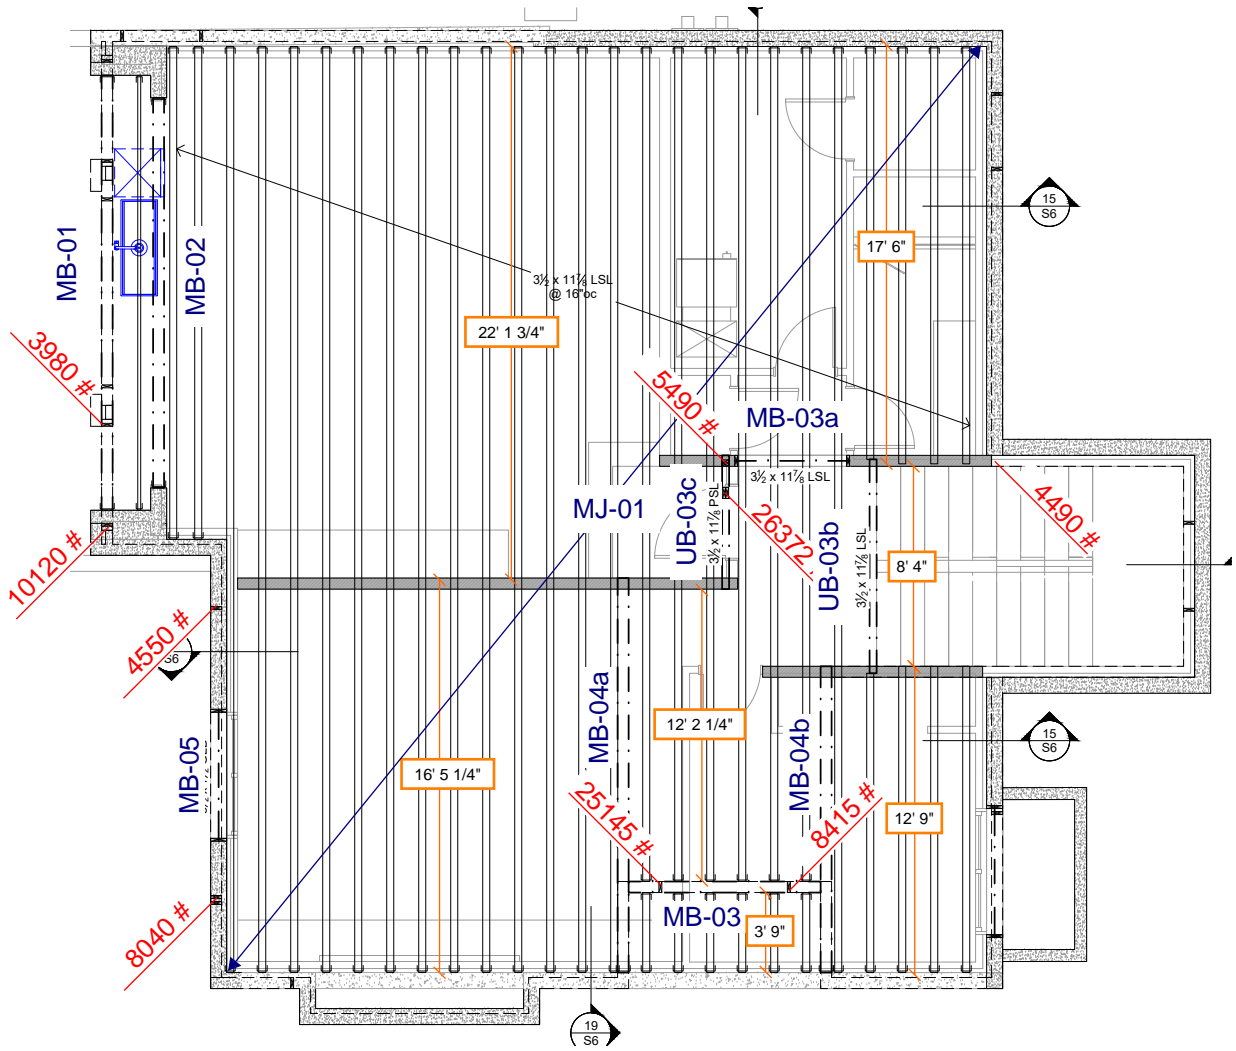 15
S6
17' 6"
MB-01
MB-02
3½ x 11⅞ LSL
@ 16"oc
22' 1 3/4"
3980 #
5490 #
MB-03a
3½ x 11⅞ LSL
MJ-01
UB-03c
3½ x 11⅞ PSL
26372
UB-03b
3½ x 11⅞ LSL
8' 4"
4490 #
10120 #
4550 #
S6
MB-04a
12' 2 1/4"
MB-04b
15
S6
MB-05
16' 5 1/4"
25145 #
8415 #
12' 9"
MB-03
3' 9"
8040 #
19
S6